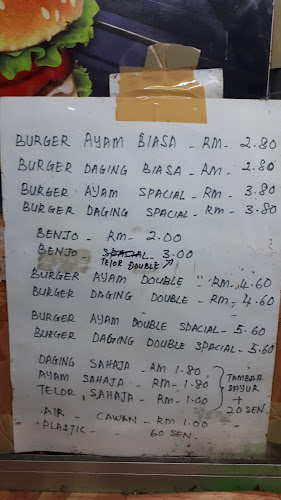 BURGER AYAM BIASA - RM - 2.80
BURGER DAGING BIASA - RM - 2.80
BURGER AYAM SPACIAL - RM - 3.80
BURGER DAGING SPACIAL - RM - 3.80
BENJO - RM - 2.00
BENJO - SPACIAL - 3.00
TELOR DOUBLE
BURGER AYAM DOUBLE " RM - 4.60
BURGER DAGING DOUBLE - RM - 4.60
BURGER AYAM DOUBLE SPACIAL - 5.60
BURGER DAGING DOUBLE SPACIAL - 5.60
DAGING SAHAJA - RM 1.80
AYAM SAHAJA - RM - 1.80
TELOR SAHAJA - RM - 1.00
TAMBAH
SAYUR
+
20 SEN
AIR - CAWAN - RM 1.00
PLASTIC - 60 SEN